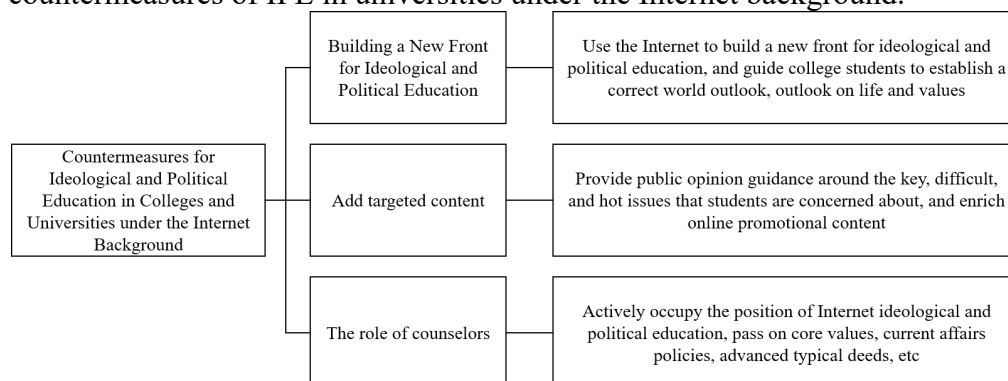 countermeasures of IPE in universities under the Internet background.
Building a New Front
for Ideological and
Political Education
Use the Internet to build a new front for ideological and
political education, and guide college students to establish a
correct world outlook, outlook on life and values
Countermeasures for
Ideological and Political
Education in Colleges and
Universities under the Internet
Background
Add targeted content
Provide public opinion guidance around the key, difficult,
and hot issues that students are concerned about, and enrich
online promotional content
The role of counselors
Actively occupy the position of Internet ideological and
political education, pass on core values, current affairs
policies, advanced typical deeds, etc